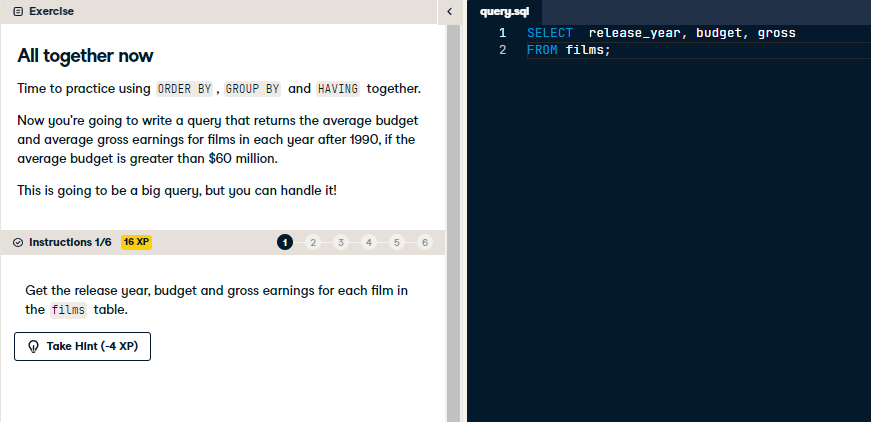 Exercise
All together now
Time to practice using ORDER BY , GROUP BY and HAVING together.
Now you're going to write a query that returns the average budget
and average gross earnings for films in each year after 1990, if the
average budget is greater than $60 million.
This is going to be a big query, but you can handle it!
Instructions 1/6 16 XP 1 2 3 4 5 6
Get the release year, budget and gross earnings for each film in
the films table.
Take Hint (-4 XP)
query.sql
1 SELECT  release_year, budget, gross
2 FROM films;